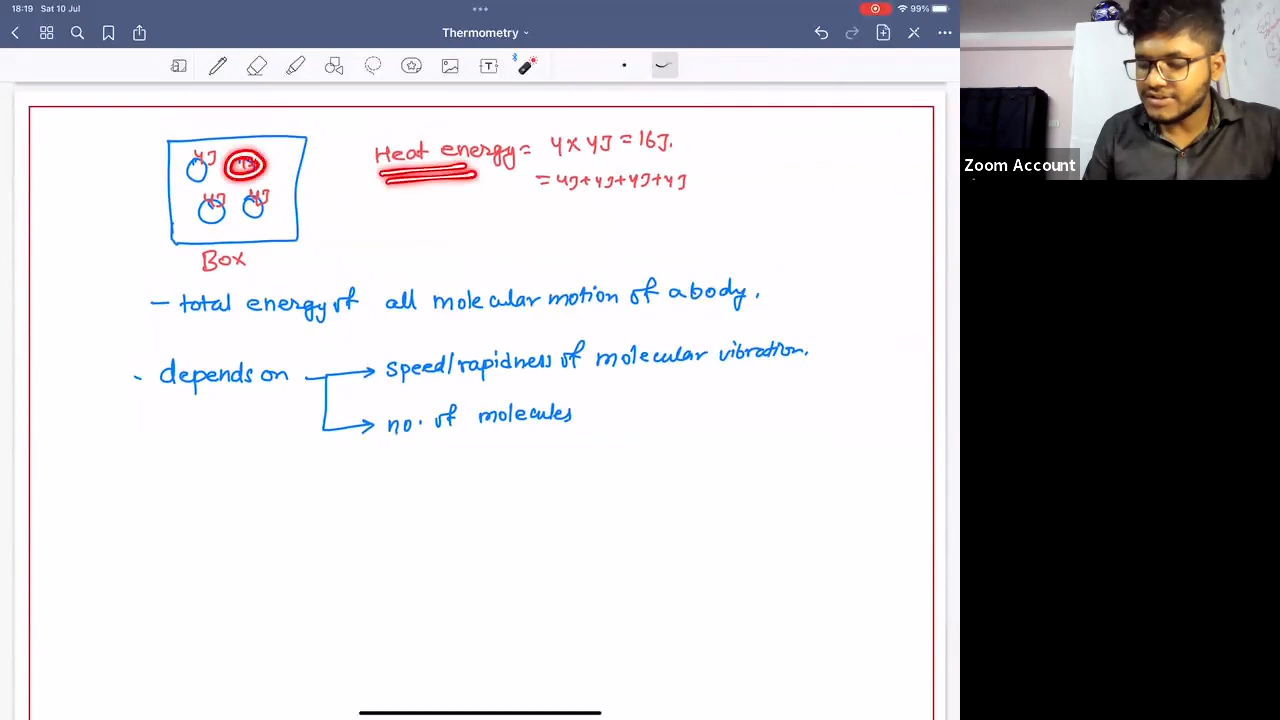 18:19 Sat 10 Jul
99%
Thermometry
T
4J
4J 4J
Box
Heat energy = 4 x 4J = 16J.
= 4J+4J+4J+4J
- total energy of all molecular motion of a body.
- depends on → speed/rapidness of molecular vibration.
→ no. of molecules
Zoom Account